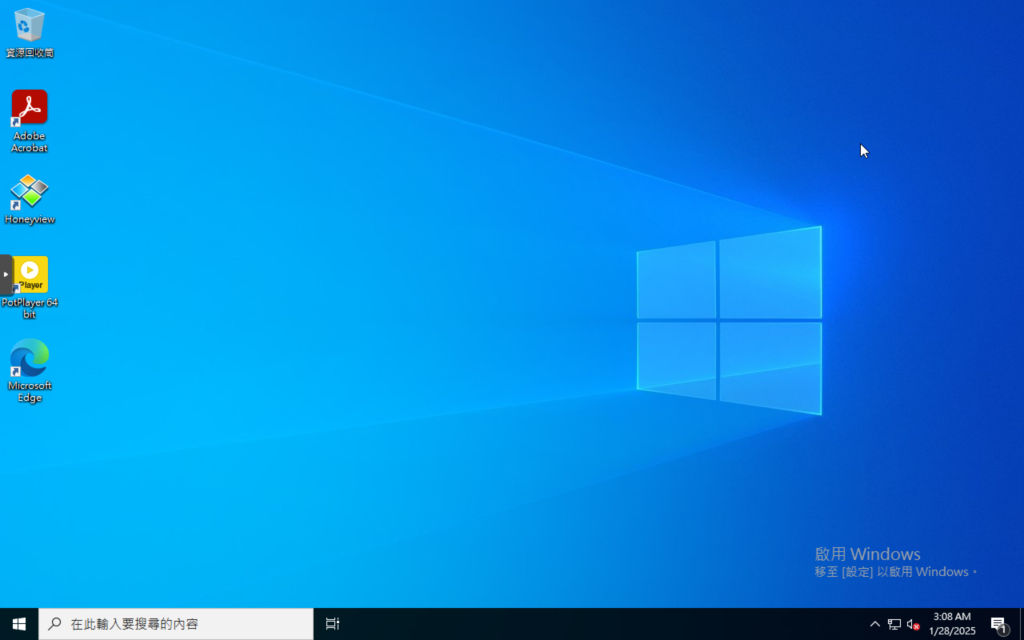 資源回收筒
Adobe
Acrobat
Honeyview
Player
PotPlayer 64
bit
Microsoft
Edge
啟用 Windows
移至 [設定] 以啟用 Windows。
在此輸入要搜尋的內容
3:08 AM
1/28/2025
1